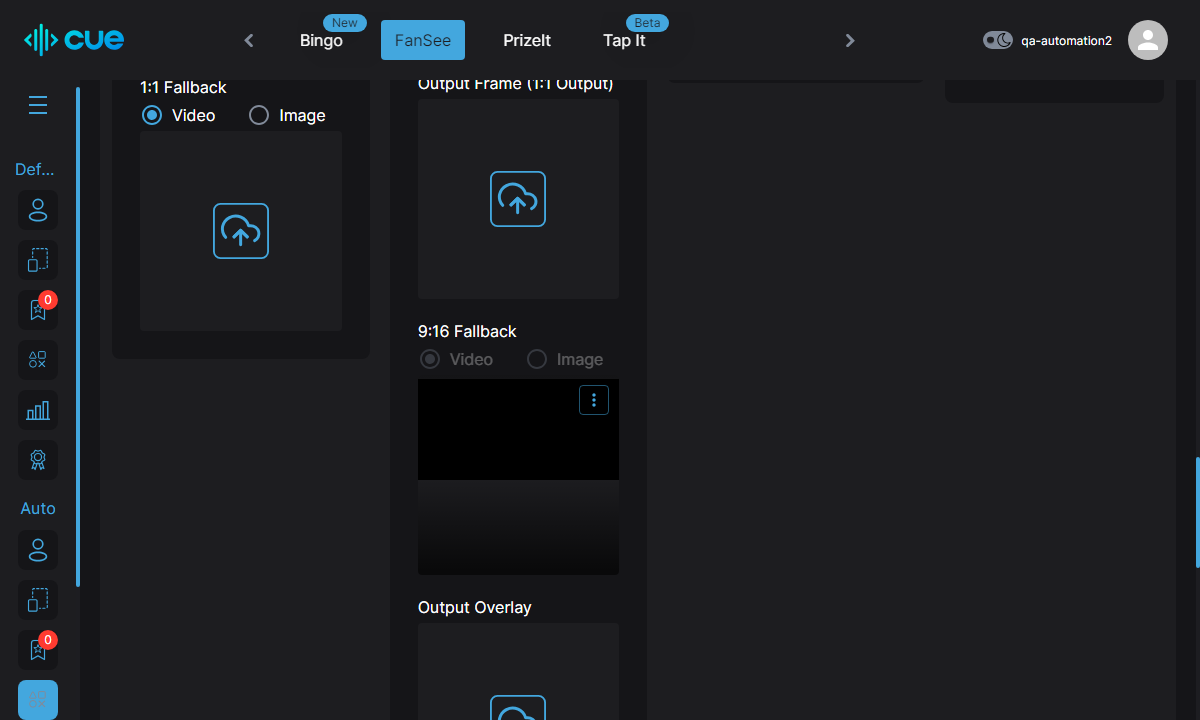 cue
Bingo
New
FanSee
PrizeIt
Tap It
Beta
qa-automation2
Def...
0
Auto
0
1:1 Fallback
Video
Image
Output Frame (1:1 Output)
9:16 Fallback
Video
Image
Output Overlay